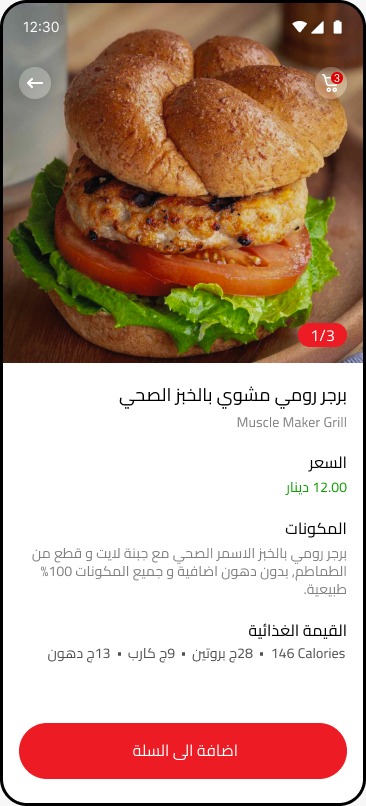 12:30
3
1/3
برجر رومي مشوي بالخبز الصحي
Muscle Maker Grill
السعر
12.00 دينار
المكونات
برجر رومي بالخبز الاسمر الصحي مع جبنة لايت و قطع من
الطماطم, بدون دهون اضافية و جميع المكونات 100%
طبيعية.
القيمة الغذائية
146 Calories • 28ج بروتين • 9ج كارب • 13ج دهون
اضافة الى السلة